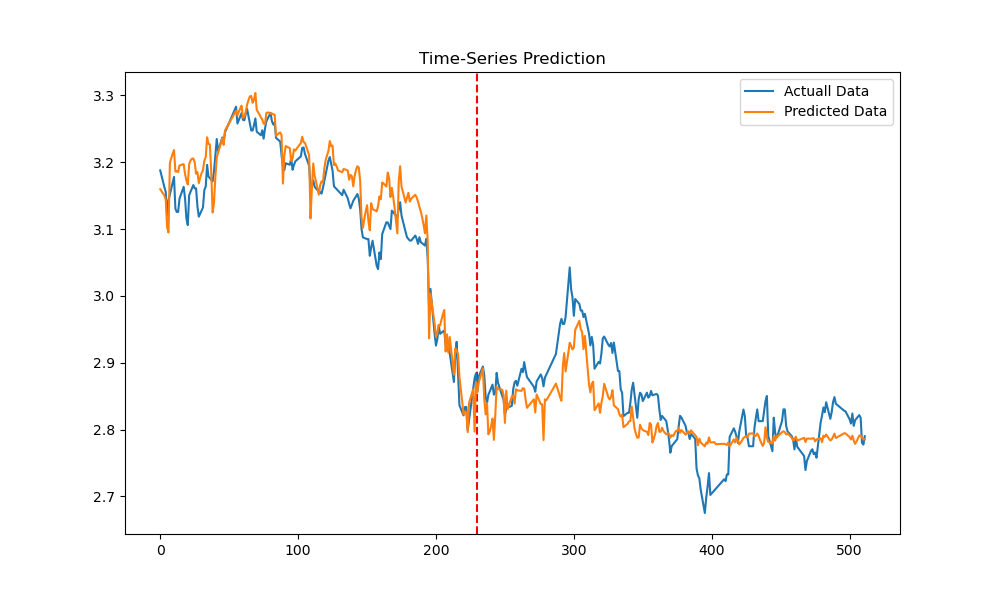 Time-Series Prediction
Actuall Data
Predicted Data
3.3
3.2
3.1
3.0
2.9
2.8
2.7
0 100 200 300 400 500